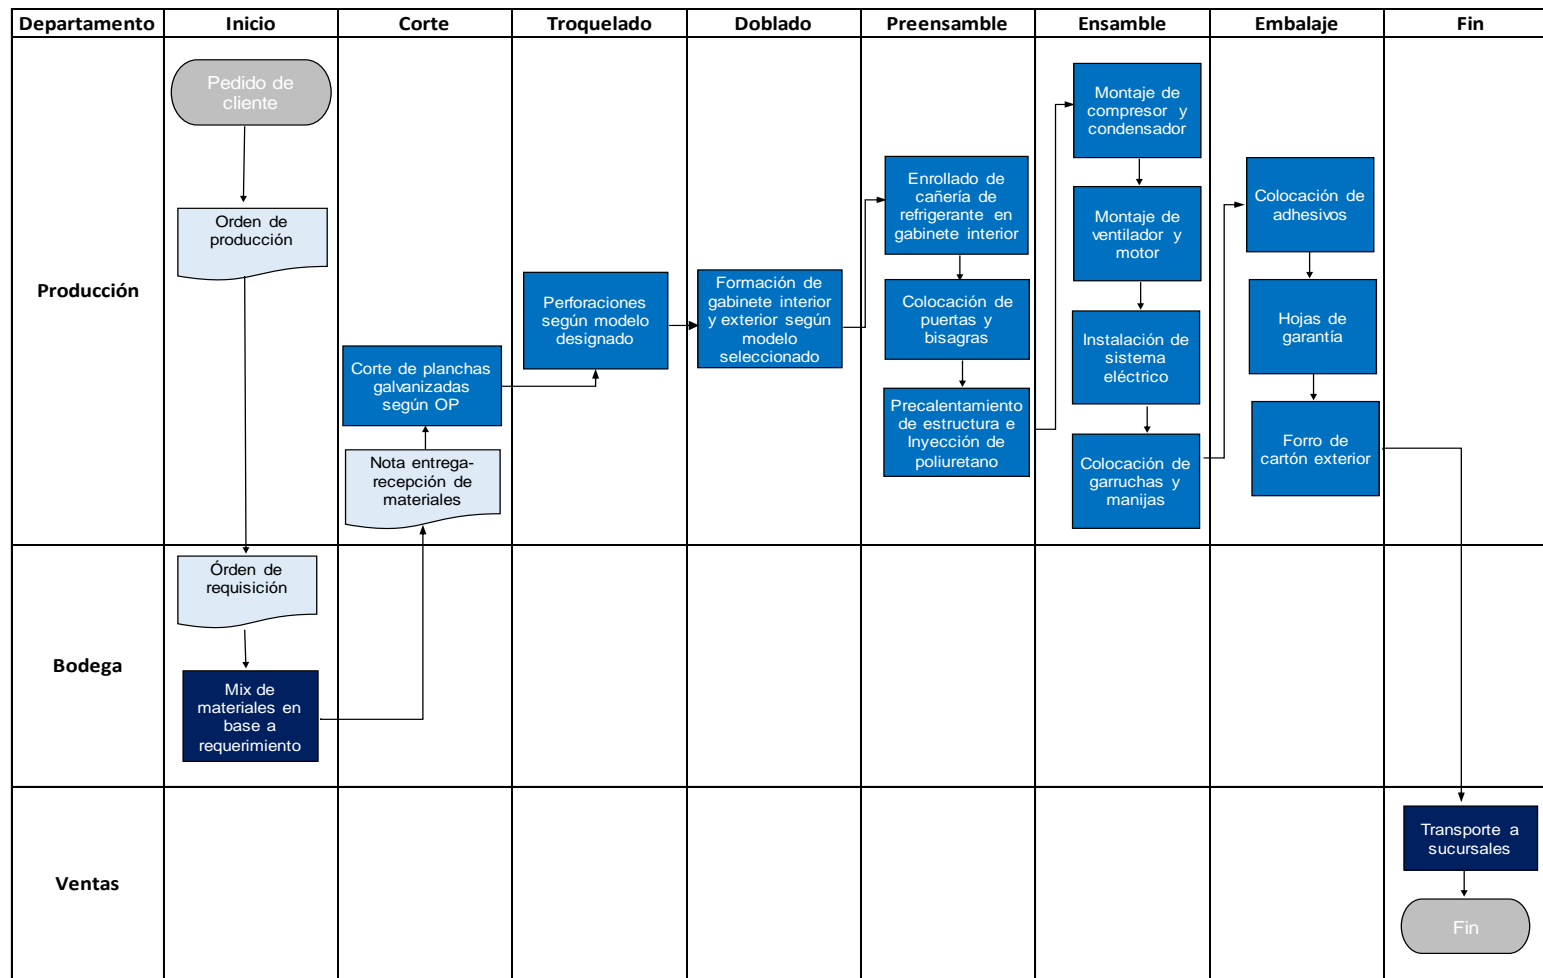 Departamento
Inicio
Corte
Troquelado
Doblado
Preensamble
Ensamble
Embalaje
Fin
Producción
Pedido de
cliente
Orden de
producción
Corte de planchas
galvanizadas
según OP
Nota entrega-
recepción de
materiales
Perforaciones
según modelo
designado
Formación de
gabinete interior
y exterior según
modelo
seleccionado
Enrollado de
cañería de
refrigerante en
gabinete interior
Colocación de
puertas y
bisagras
Precalentamiento
de estructura e
Inyección de
poliuretano
Montaje de
compresor y
condensador
Montaje de
ventilador y
motor
Instalación de
sistema
eléctrico
Colocación de
garruchas y
manijas
Colocación de
adhesivos
Hojas de
garantía
Forro de
cartón exterior
Bodega
Órden de
requisición
Mix de
materiales en
base a
requerimiento
Ventas
Transporte a
sucursales
Fin